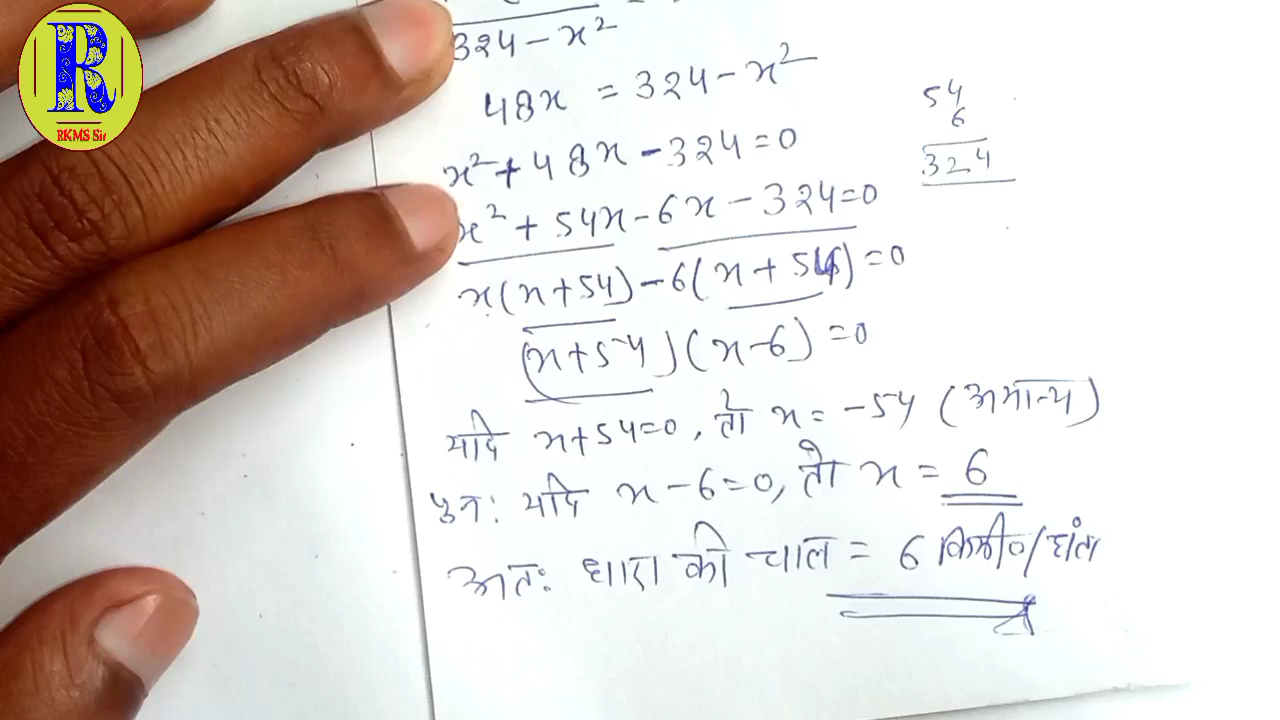 R
RKMS Sir
324 - x²
48x = 324 - x²
x² + 48x - 324 = 0
x² + 54x - 6x - 324 = 0
x(x + 54) - 6(x + 54) = 0
(x + 54)(x - 6) = 0
यदि x + 54 = 0, तो x = -54 (अमान्य)
पुनः यदि x - 6 = 0, तो x = 6
अतः धारा की चाल = 6 किमी०/घंटा
54
6
324